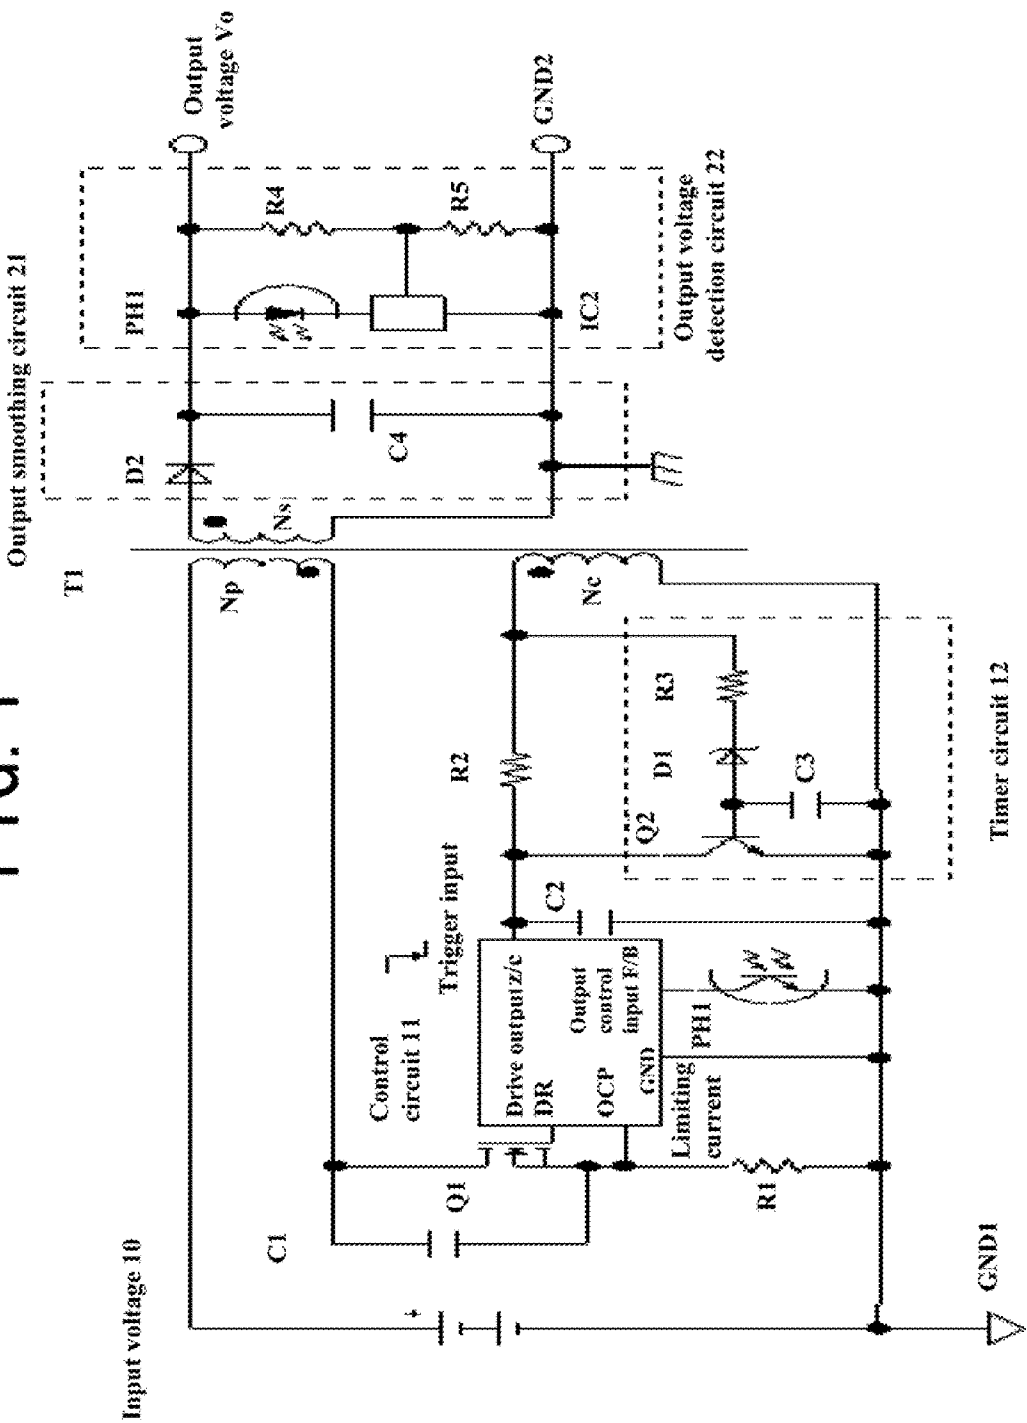 FIG. 1
Input voltage 10
T1
Output smoothing circuit 21
Output
voltage Vo
C1
Np
Ns
D2
PH1
R4
Q1
Control
circuit 11
Trigger input
R2
C4
R5
GND2
Drive output z/c
DR
Output
control
input F/B
OCP
GND
C2
Nc
IC2
Output voltage
detection circuit 22
Limiting
current
PH1
Q2
D1
R3
R1
C3
GND1
Timer circuit 12
+